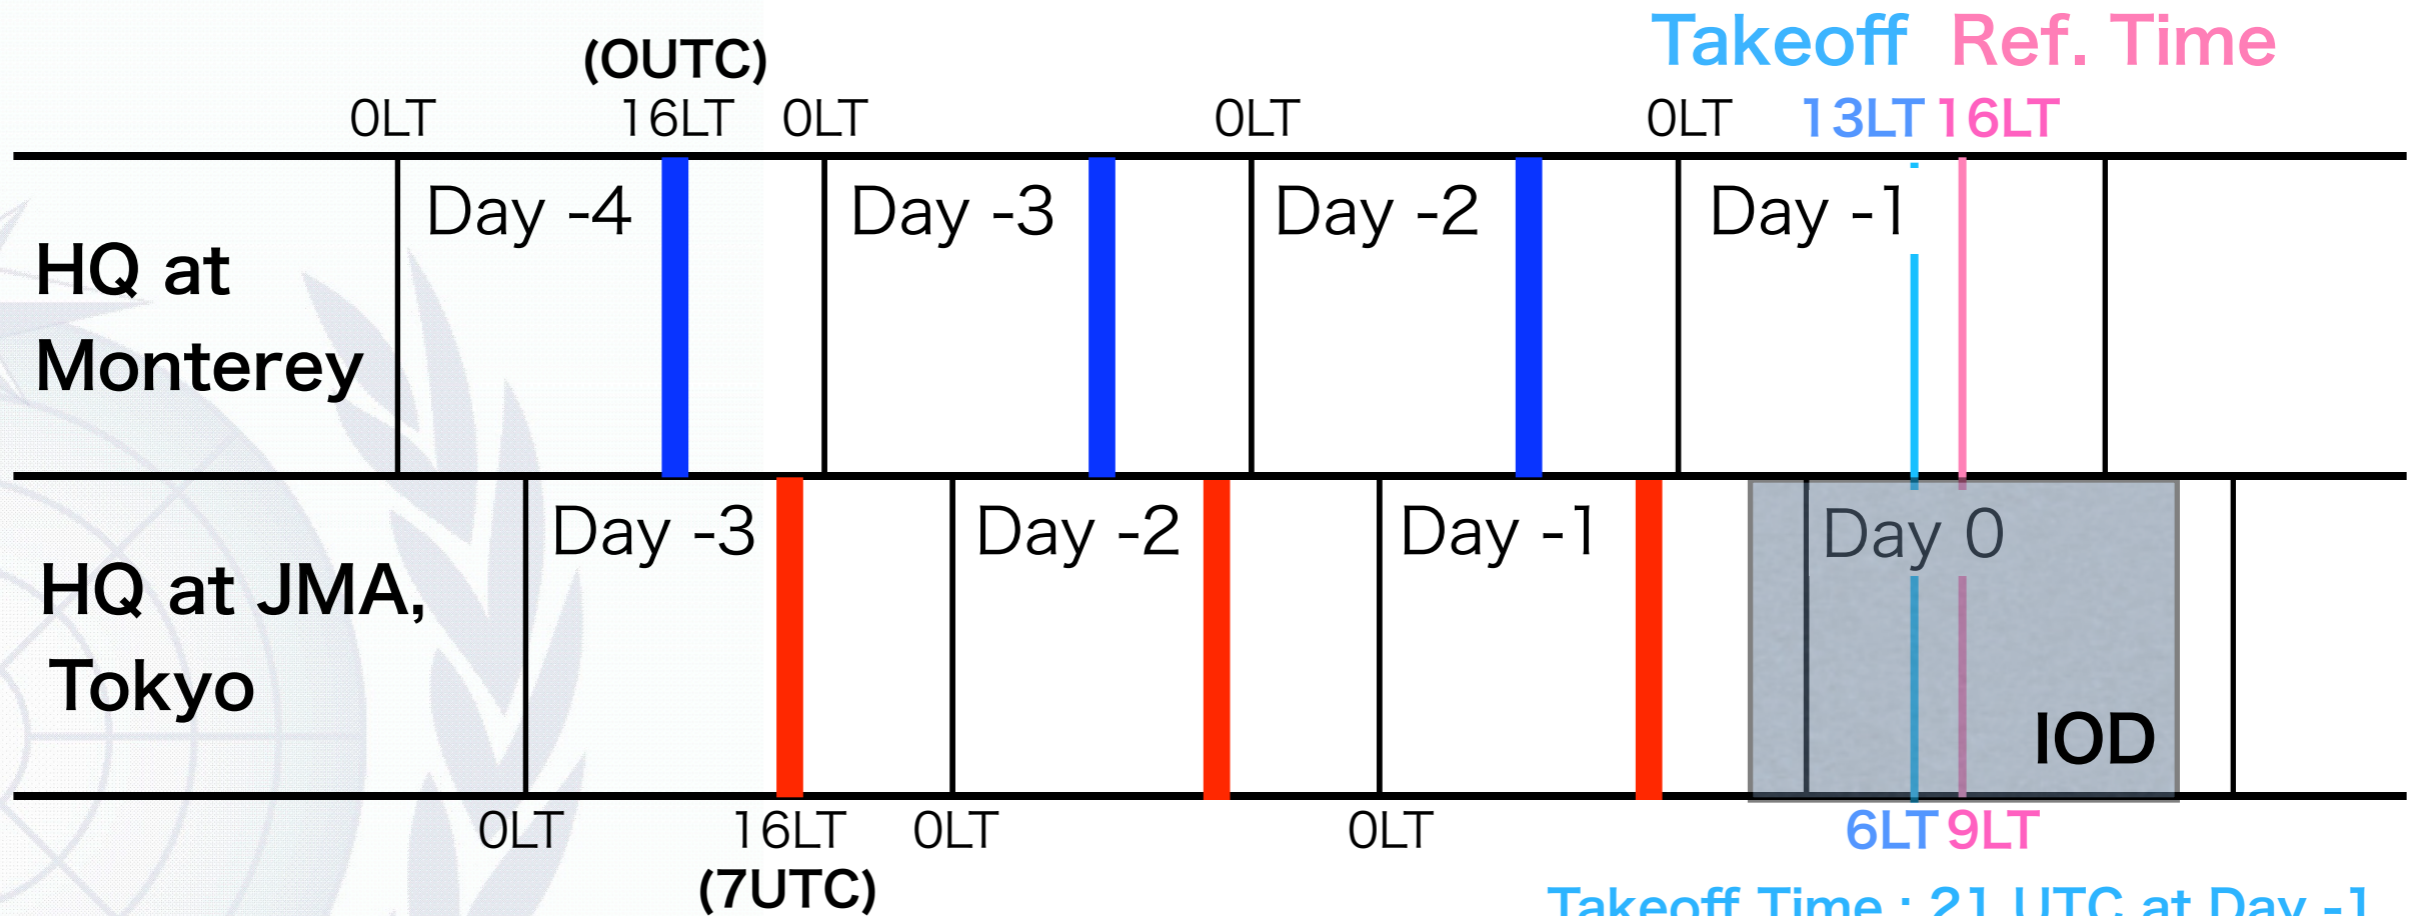 Takeoff Ref. Time
(0UTC)
0LT 16LT 0LT 0LT 0LT 13LT 16LT
Day -4 Day -3 Day -2 Day -1
HQ at
Monterey
Day -3 Day -2 Day -1 Day 0
HQ at JMA,
Tokyo
IOD
0LT 16LT 0LT 0LT 6LT 9LT
(7UTC)
Takeoff Time : 21 UTC at Day -1